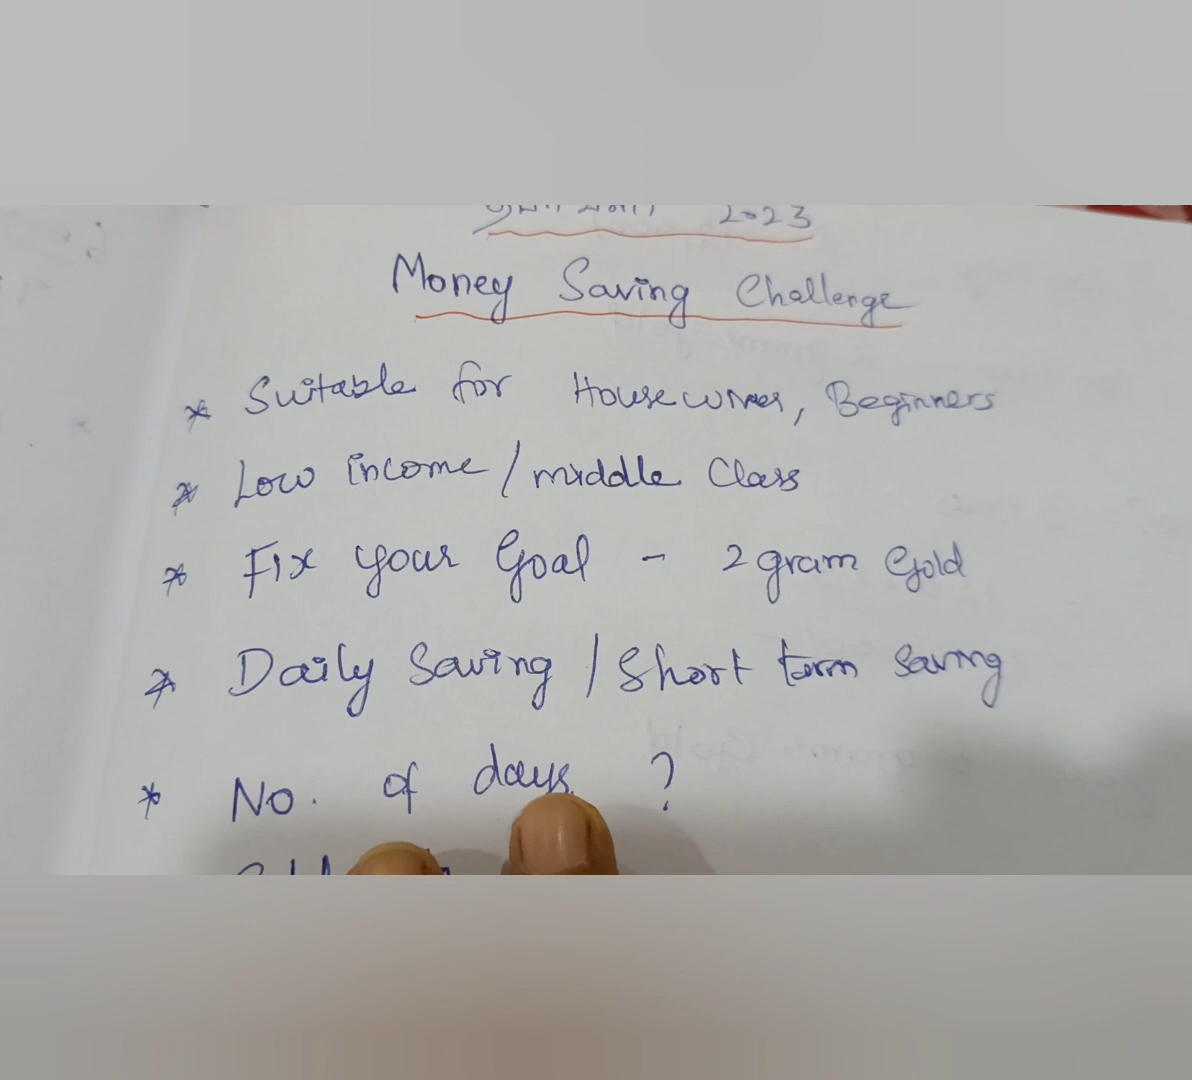 2023
Money Saving Challenge
* Suitable for Housewives, Beginners
* Low income / middle Class
* Fix your Goal - 2 gram Gold
* Daily Saving / Short term saving
* No. of days ?